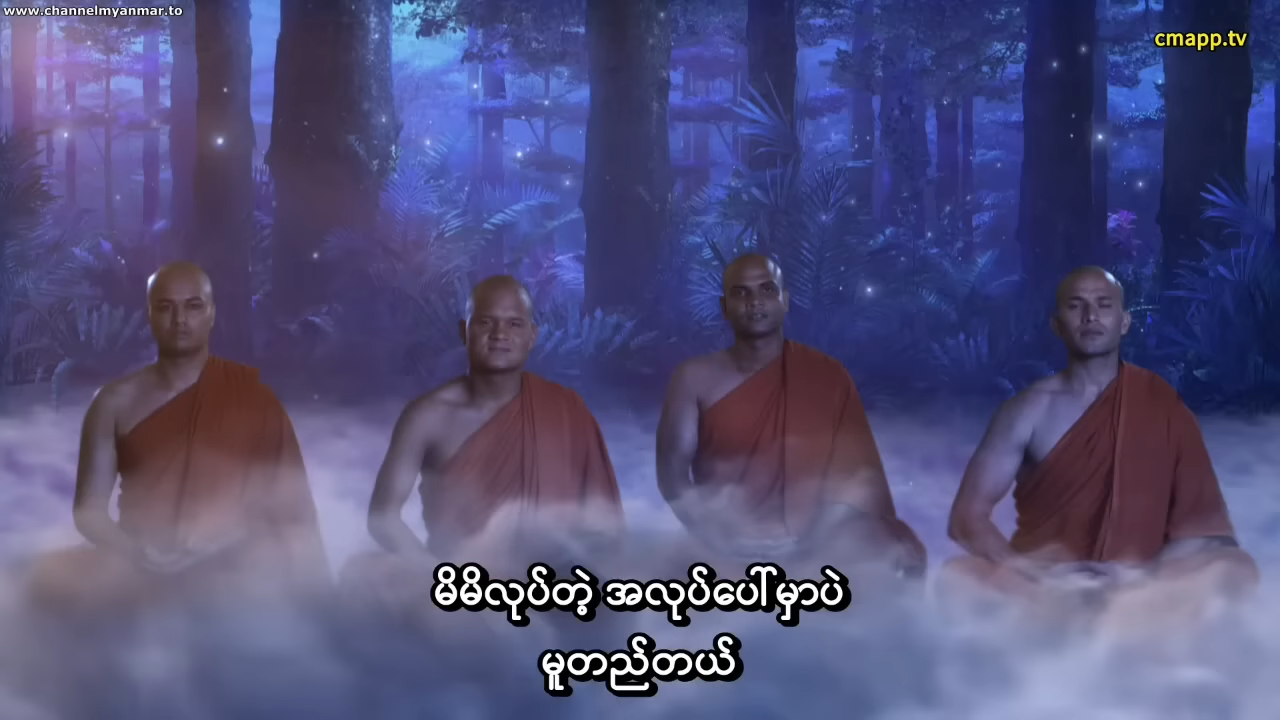 www.channelmyanmar.to
cmapp.tv
မိမိလုပ်တဲ့ အလုပ်ပေါ်မှာပဲ
မူတည်တယ်